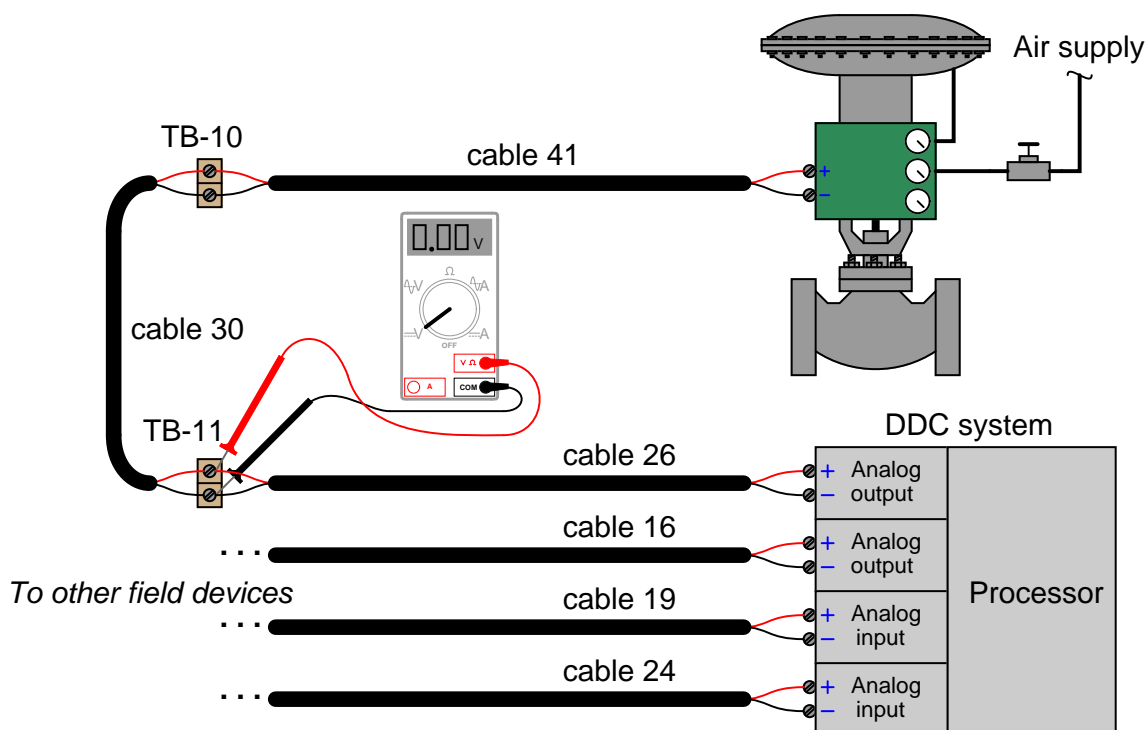 Air supply
TB-10
cable 41
+
−
0.00 V
Ω
V
A
V
A
OFF
V Ω
A
COM
cable 30
TB-11
DDC system
cable 26
+ Analog
− output
cable 16
+ Analog
− output
. . .
To other field devices
Processor
cable 19
. . .
+ Analog
− input
cable 24
. . .
+ Analog
− input